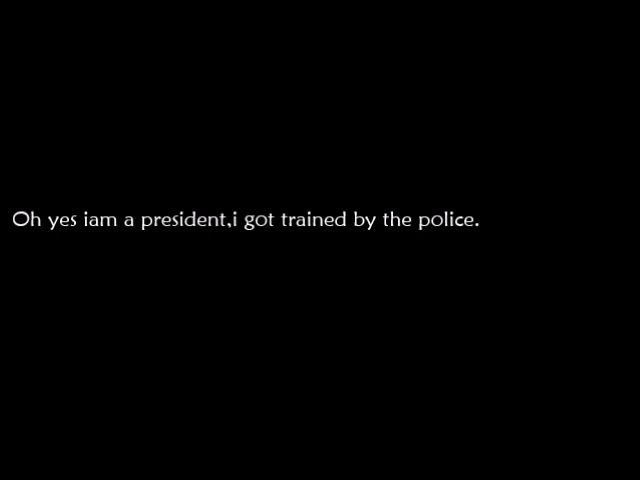 Oh yes iam a president,i got trained by the police.